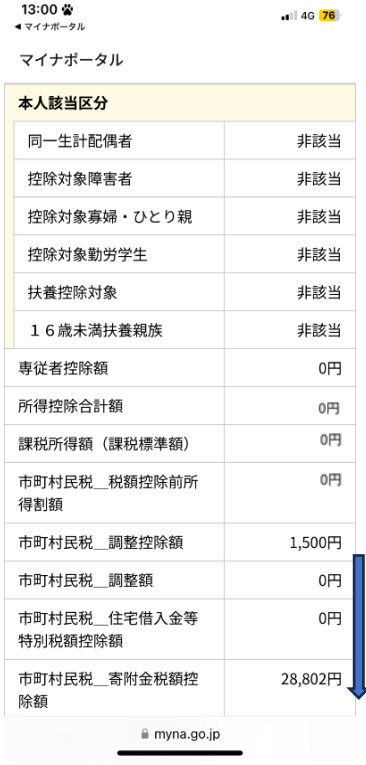 13:00
4G 76
◀ マイナポータル
マイナポータル
本人該当区分
同一生計配偶者 非該当
控除対象障害者 非該当
控除対象寡婦・ひとり親 非該当
控除対象勤労学生 非該当
扶養控除対象 非該当
１６歳未満扶養親族 非該当
専従者控除額 0円
所得控除合計額 0円
課税所得額（課税標準額） 0円
市町村民税__税額控除前所 0円
得割額
市町村民税__調整控除額 1,500円
市町村民税__調整額 0円
市町村民税__住宅借入金等 0円
特別税額控除額
市町村民税__寄附金税額控 28,802円
除額
myna.go.jp